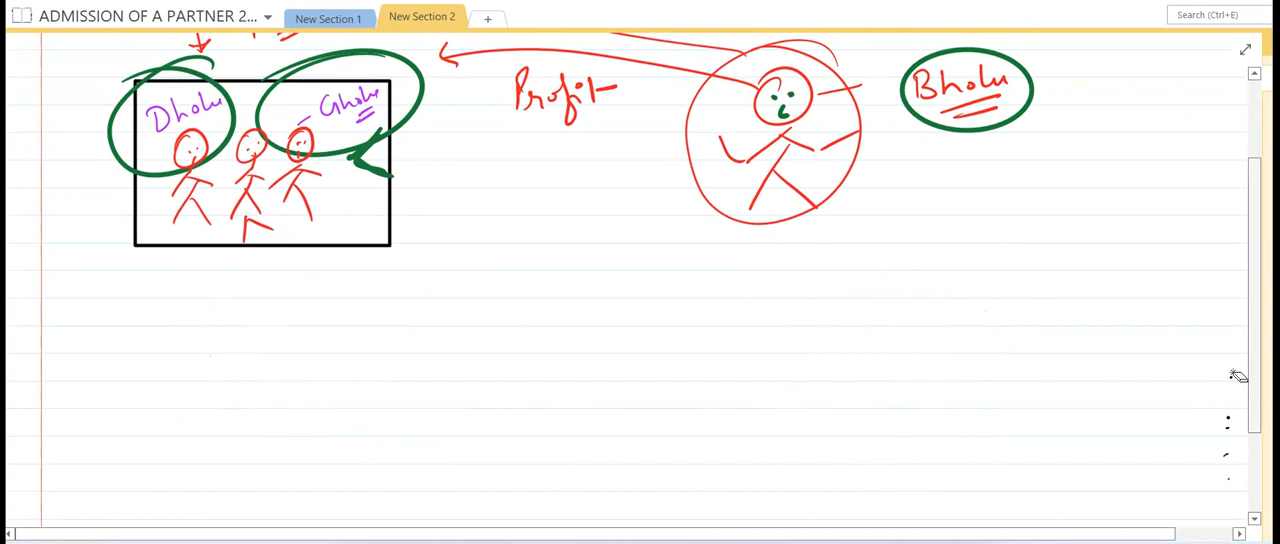 ADMISSION OF A PARTNER 2...
New Section 1
New Section 2
+
Search (Ctrl+E)
Dholu
Gholu
Profit
Bholu